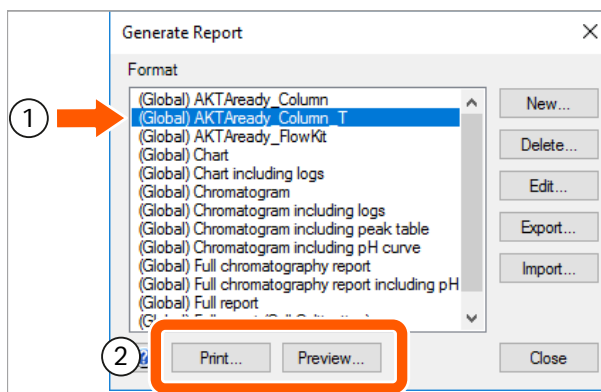 Generate Report
Format
1
(Global) AKTAready_Column
(Global) AKTAready_Column_T
(Global) AKTAready_FlowKit
(Global) Chart
(Global) Chart including logs
(Global) Chromatogram
(Global) Chromatogram including logs
(Global) Chromatogram including peak table
(Global) Chromatogram including pH curve
(Global) Full chromatography report
(Global) Full chromatography report including pH
(Global) Full report
New...
Delete...
Edit...
Export...
Import...
2
Print...
Preview...
Close